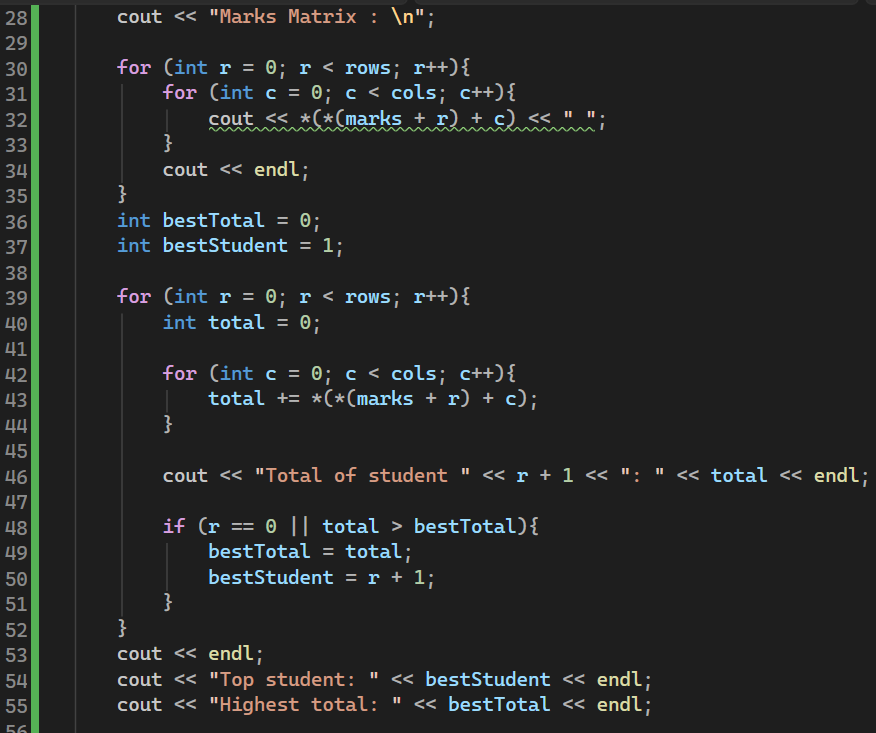 28 cout << "Marks Matrix : \n";
29
30 for (int r = 0; r < rows; r++){
31 for (int c = 0; c < cols; c++){
32 cout << *(*(marks + r) + c) << " ";
33 }
34 cout << endl;
35 }
36 int bestTotal = 0;
37 int bestStudent = 1;
38
39 for (int r = 0; r < rows; r++){
40 int total = 0;
41
42 for (int c = 0; c < cols; c++){
43 total += *(*(marks + r) + c);
44 }
45
46 cout << "Total of student " << r + 1 << ": " << total << endl;
47
48 if (r == 0 || total > bestTotal){
49 bestTotal = total;
50 bestStudent = r + 1;
51 }
52 }
53 cout << endl;
54 cout << "Top student: " << bestStudent << endl;
55 cout << "Highest total: " << bestTotal << endl;
56